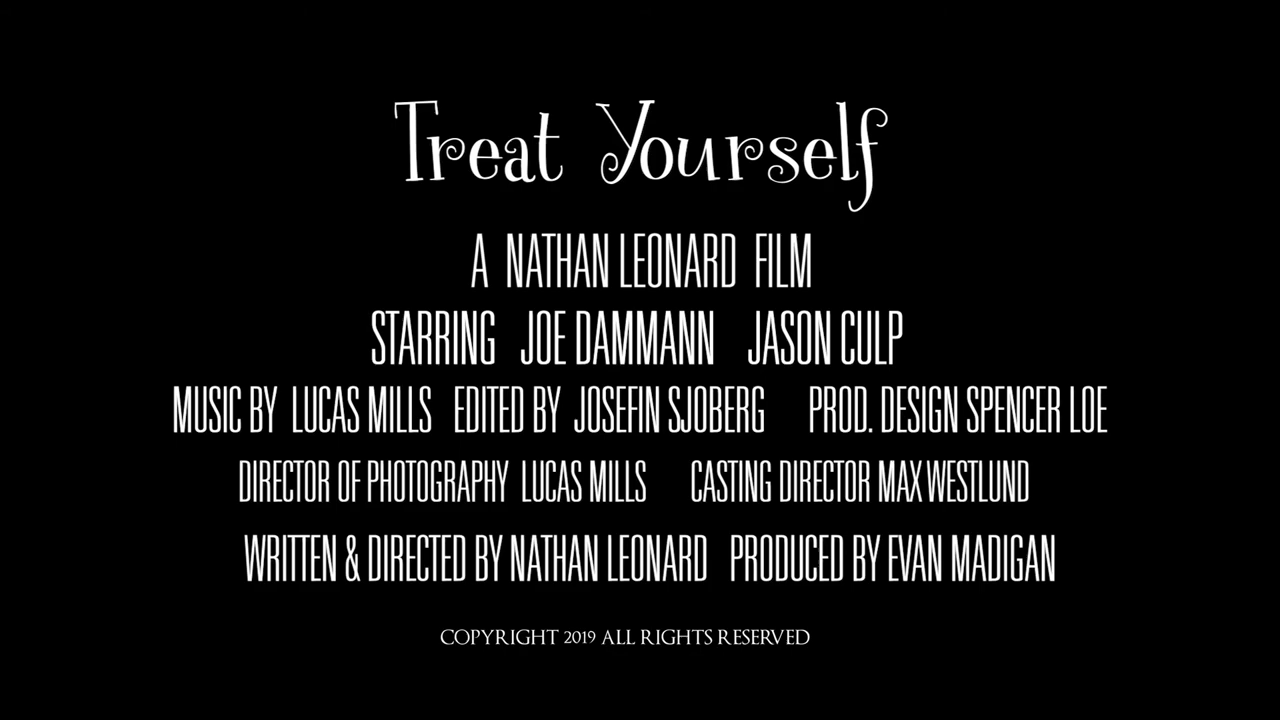 Treat Yourself
A NATHAN LEONARD FILM
STARRING JOE DAMMANN JASON CULP
MUSIC BY LUCAS MILLS EDITED BY JOSEFIN SJOBERG PROD. DESIGN SPENCER LOE
DIRECTOR OF PHOTOGRAPHY LUCAS MILLS CASTING DIRECTOR MAX WESTLUND
WRITTEN & DIRECTED BY NATHAN LEONARD PRODUCED BY EVAN MADIGAN
COPYRIGHT 2019 ALL RIGHTS RESERVED